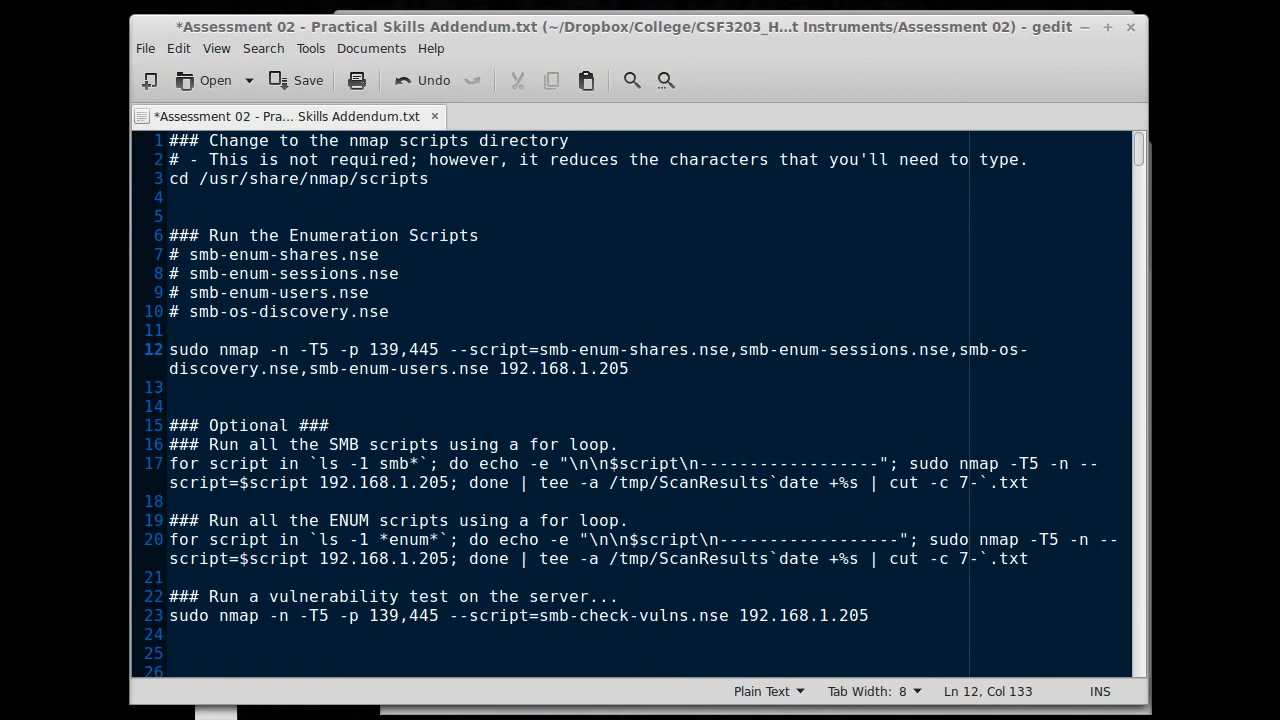 *Assessment 02 - Practical Skills Addendum.txt (~/Dropbox/College/CSF3203_H...t Instruments/Assessment 02) - gedit
File Edit View Search Tools Documents Help
Open Save Undo
*Assessment 02 - Pra... Skills Addendum.txt ×
1 ### Change to the nmap scripts directory
2 # - This is not required; however, it reduces the characters that you'll need to type.
3 cd /usr/share/nmap/scripts
4
5
6 ### Run the Enumeration Scripts
7 # smb-enum-shares.nse
8 # smb-enum-sessions.nse
9 # smb-enum-users.nse
10 # smb-os-discovery.nse
11
12 sudo nmap -n -T5 -p 139,445 --script=smb-enum-shares.nse,smb-enum-sessions.nse,smb-os-
discovery.nse,smb-enum-users.nse 192.168.1.205
13
14
15 ### Optional ###
16 ### Run all the SMB scripts using a for loop.
17 for script in `ls -1 smb*`; do echo -e "\n\n$script\n------------------"; sudo nmap -T5 -n --
script=$script 192.168.1.205; done | tee -a /tmp/ScanResults`date +%s | cut -c 7-`.txt
18
19 ### Run all the ENUM scripts using a for loop.
20 for script in `ls -1 *enum*`; do echo -e "\n\n$script\n------------------"; sudo nmap -T5 -n --
script=$script 192.168.1.205; done | tee -a /tmp/ScanResults`date +%s | cut -c 7-`.txt
21
22 ### Run a vulnerability test on the server...
23 sudo nmap -n -T5 -p 139,445 --script=smb-check-vulns.nse 192.168.1.205
24
25
26
Plain Text Tab Width: 8 Ln 12, Col 133 INS